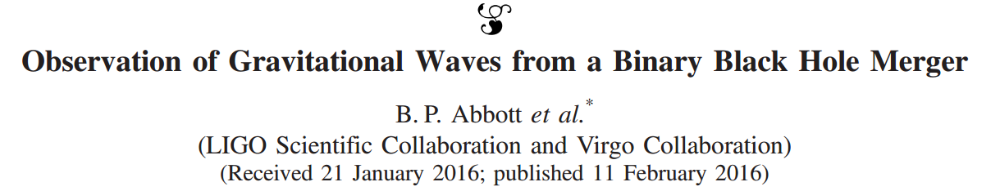 Observation of Gravitational Waves from a Binary Black Hole Merger
B. P. Abbott et al.*
(LIGO Scientific Collaboration and Virgo Collaboration)
(Received 21 January 2016; published 11 February 2016)